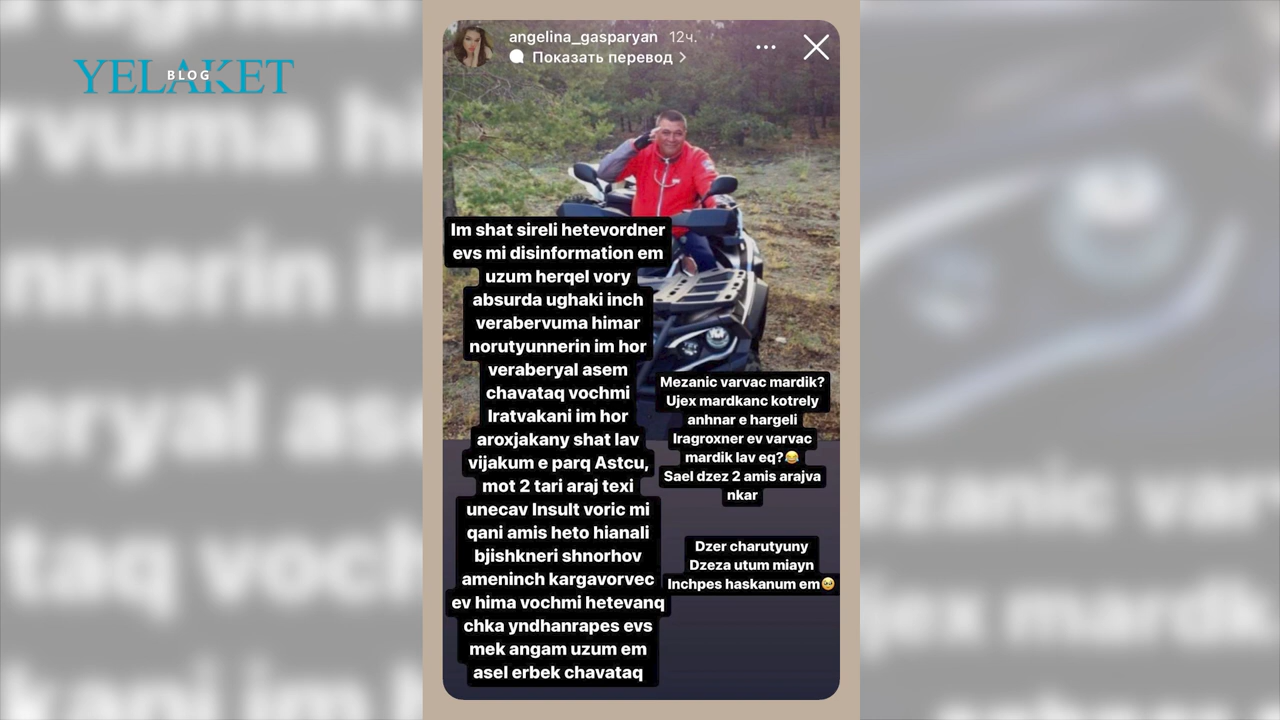 YELAKET
BLOG
angelina_gasparyan 12ч.
Показать перевод
Im shat sireli hetevordner
evs mi disinformation em
uzum herqel vory
absurda ughaki inch
verabervuma himar
norutyunnerin im hor
veraberyal asem
chavataq vochmi
Iratvakani im hor
aroxjakany shat lav
vijakum e parq Astcu,
mot 2 tari araj texi
unecav Insult voric mi
qani amis heto hianali
bjishkneri shnorhov
ameninch kargavorvec
ev hima vochmi hetevanq
chka yndhanrapes evs
mek angam uzum em
asel erbek chavataq
Mezanic varvac mardik?
Ujex mardkanc kotrely
anhnar e hargeli
Iragroxner ev varvac
mardik lav eq?😂
Sael dzez 2 amis arajva
nkar
Dzer charutyuny
Dzeza utum miayn
Inchpes haskanum em🥹